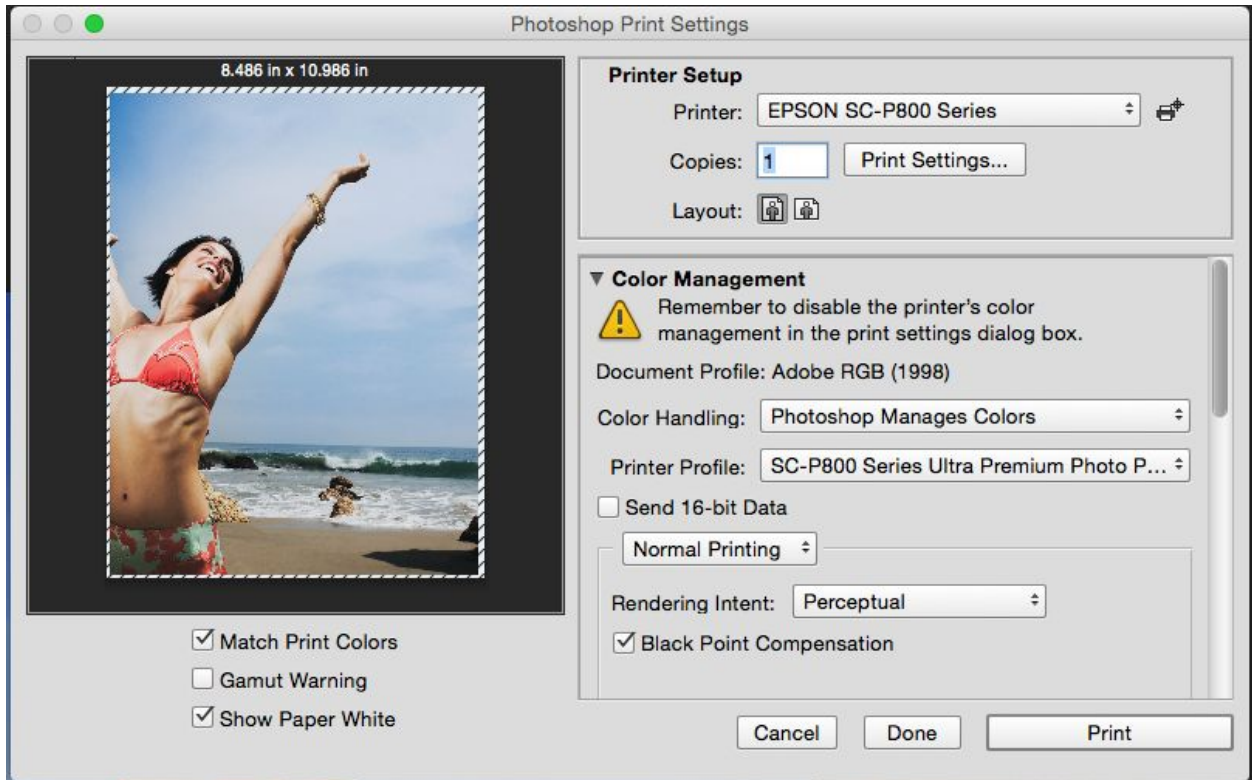 Photoshop Print Settings
8.486 in x 10.986 in
Match Print Colors
Gamut Warning
Show Paper White
Printer Setup
Printer: EPSON SC-P800 Series
Copies: 1 Print Settings...
Layout:
Color Management
Remember to disable the printer's color
management in the print settings dialog box.
Document Profile: Adobe RGB (1998)
Color Handling: Photoshop Manages Colors
Printer Profile: SC-P800 Series Ultra Premium Photo P...
Send 16-bit Data
Normal Printing
Rendering Intent: Perceptual
Black Point Compensation
Cancel Done Print